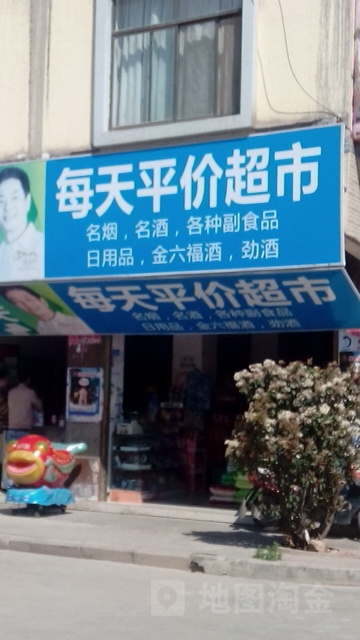 每天平价超市
名烟，名酒，各种副食品
日用品，金六福酒，劲酒
每天平价超市
名烟，名酒，各种副食品
日用品，金六福酒，劲酒
地图淘金